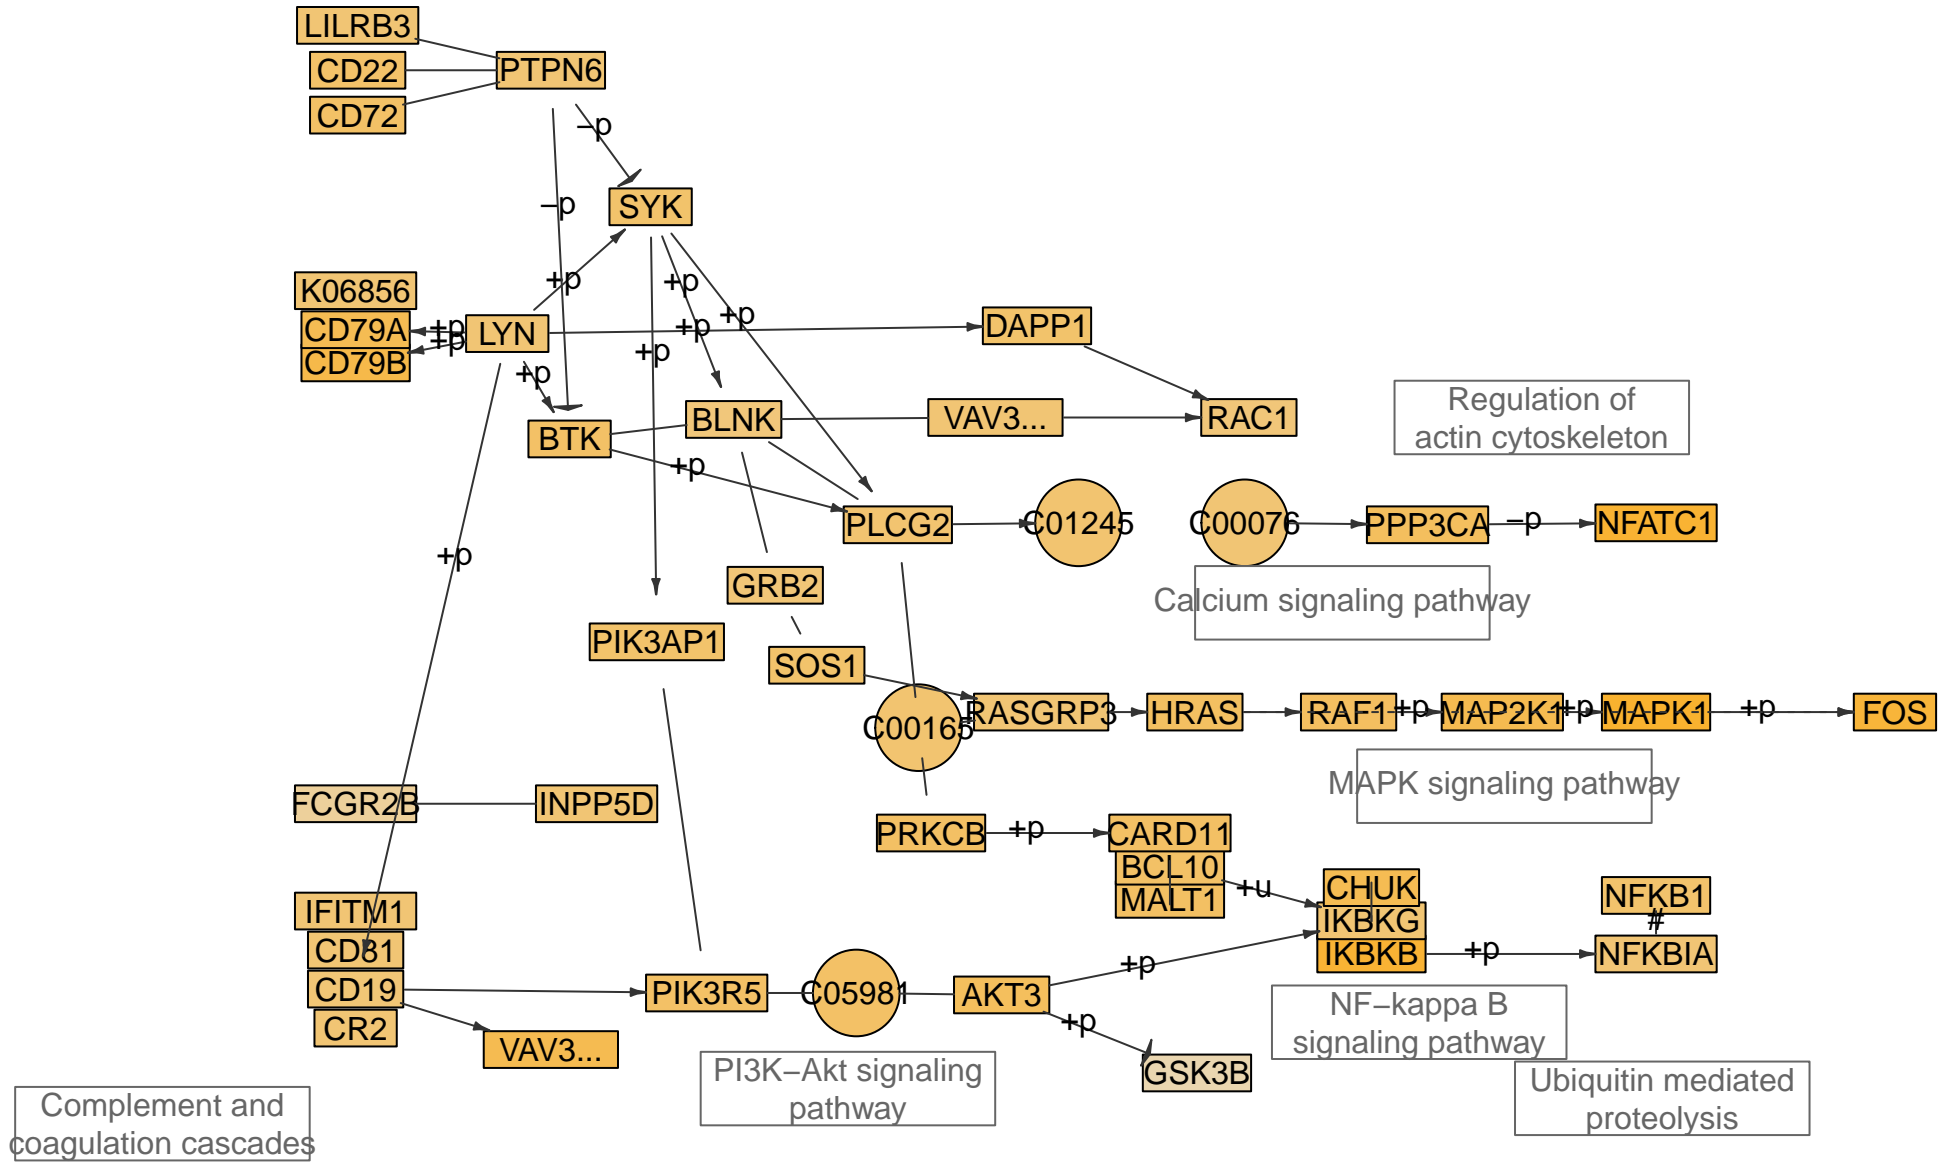 LILRB3
CD22
PTPN6
CD72
–p
SYK
–p
+p
+p
K06856
CD79A
+p
LYN
+p
+p
DAPP1
CD79B
+p
+p
+p
Regulation of
actin cytoskeleton
BTK
BLNK
VAV3...
RAC1
+p
PLCG2
C01245
C00076
PPP3CA
–p
NFATC1
+p
GRB2
Calcium signaling pathway
PIK3AP1
SOS1
C00165
RASGRP3
HRAS
RAF1
+p
MAP2K1
+p
MAPK1
+p
FOS
MAPK signaling pathway
FCGR2B
INPP5D
PRKCB
+p
CARD11
BCL10
MALT1
+u
CHUK
IKBKG
IKBKB
NFKB1
#
+p
NFKBIA
IFITM1
CD81
CD19
CR2
VAV3...
PIK3R5
C05981
AKT3
+p
+p
GSK3B
NF–kappa B
signaling pathway
PI3K–Akt signaling
pathway
Ubiquitin mediated
proteolysis
Complement and
coagulation cascades